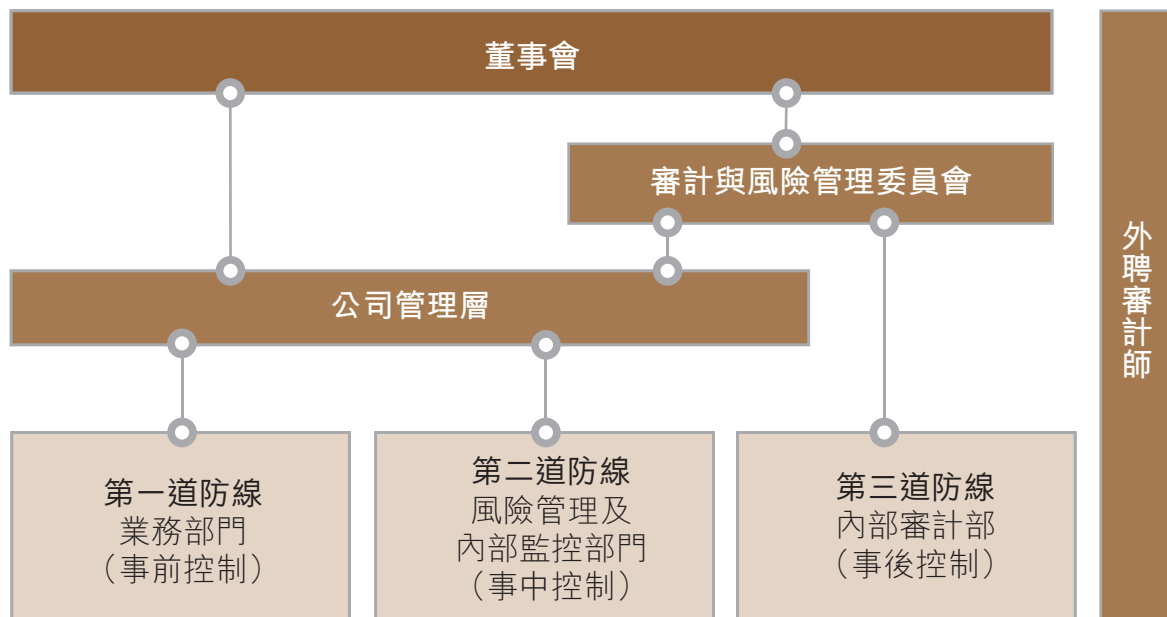 董事會
審計與風險管理委員會
公司管理層
第一道防線
業務部門
（事前控制）
第二道防線
風險管理及
內部監控部門
（事中控制）
第三道防線
內部審計部
（事後控制）
外聘審計師